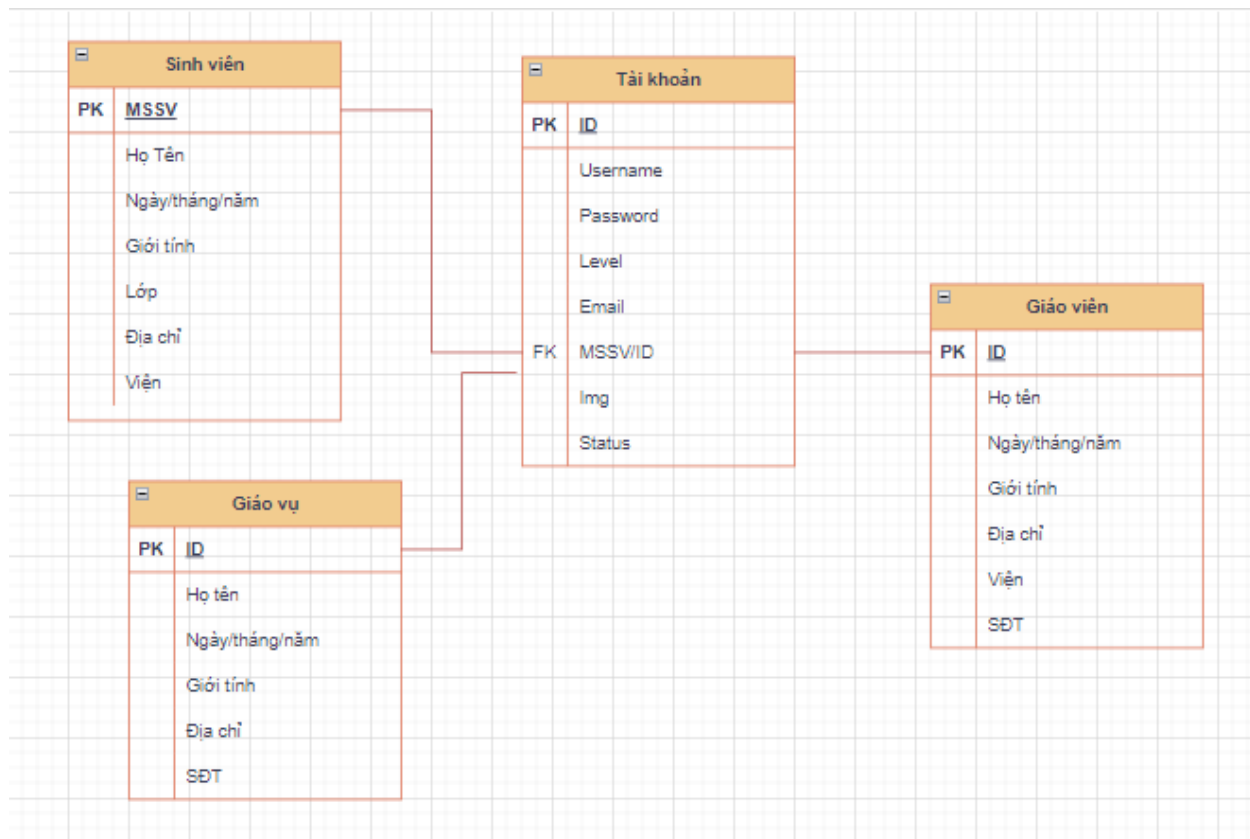 Sinh viên
PK MSSV
Họ Tên
Ngày/tháng/năm
Giới tính
Lớp
Địa chỉ
Viện
Tài khoản
PK ID
Username
Password
Level
Email
FK MSSV/ID
Img
Status
Giáo viên
PK ID
Họ tên
Ngày/tháng/năm
Giới tính
Địa chỉ
Viện
SĐT
Giáo vụ
PK ID
Họ tên
Ngày/tháng/năm
Giới tính
Địa chỉ
SĐT